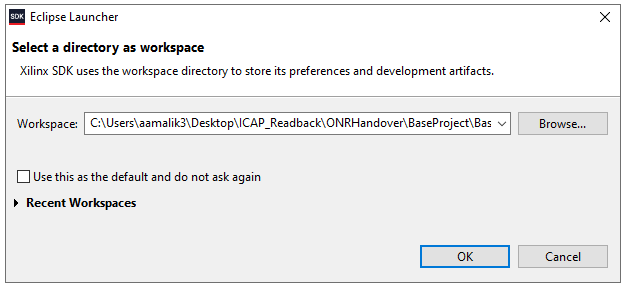 SDK Eclipse Launcher
Select a directory as workspace
Xilinx SDK uses the workspace directory to store its preferences and development artifacts.
Workspace: C:\Users\aamalik3\Desktop\ICAP_Readback\ONRHandover\BaseProject\Bas Browse...
Use this as the default and do not ask again
Recent Workspaces
OK Cancel